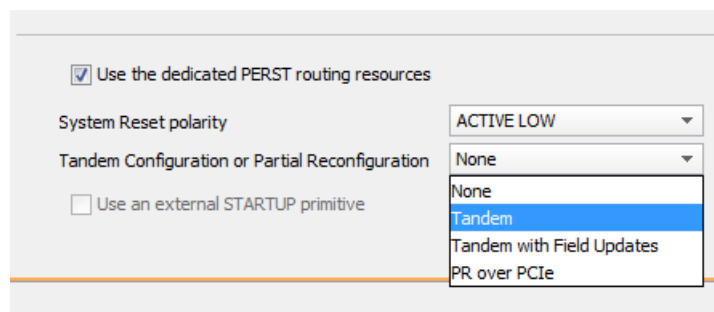 Use the dedicated PERST routing resources
System Reset polarity ACTIVE LOW
Tandem Configuration or Partial Reconfiguration None
None
Use an external STARTUP primitive
Tandem
Tandem with Field Updates
PR over PCIe